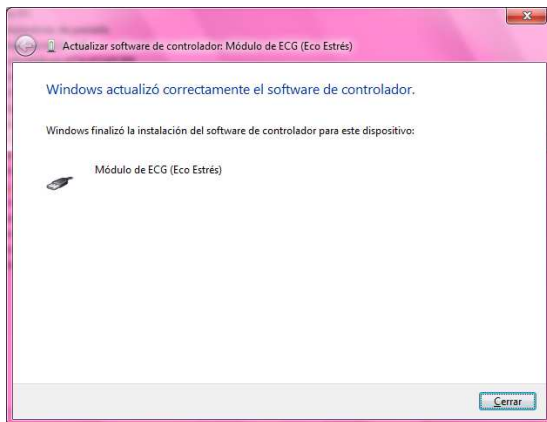 Actualizar software de controlador: Módulo de ECG (Eco Estrés)
Windows actualizó correctamente el software de controlador.
Windows finalizó la instalación del software de controlador para este dispositivo:
Módulo de ECG (Eco Estrés)
Cerrar